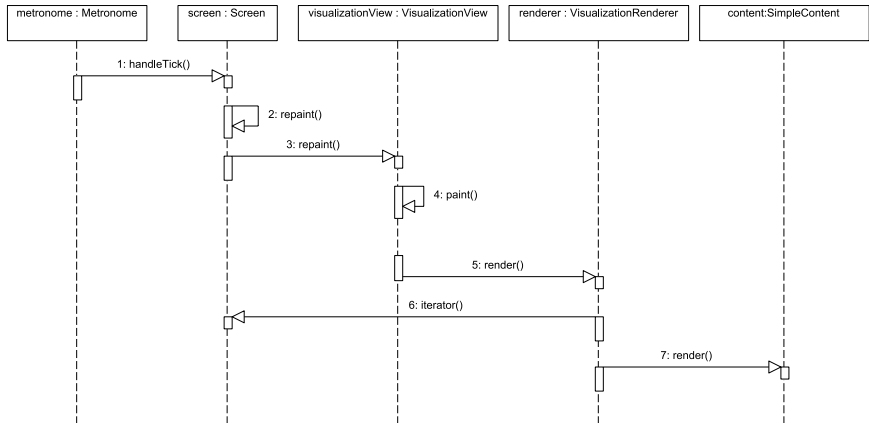 metronome : Metronome
screen : Screen
visualizationView : VisualizationView
renderer : VisualizationRenderer
content:SimpleContent
1: handleTick()
2: repaint()
3: repaint()
4: paint()
5: render()
6: iterator()
7: render()